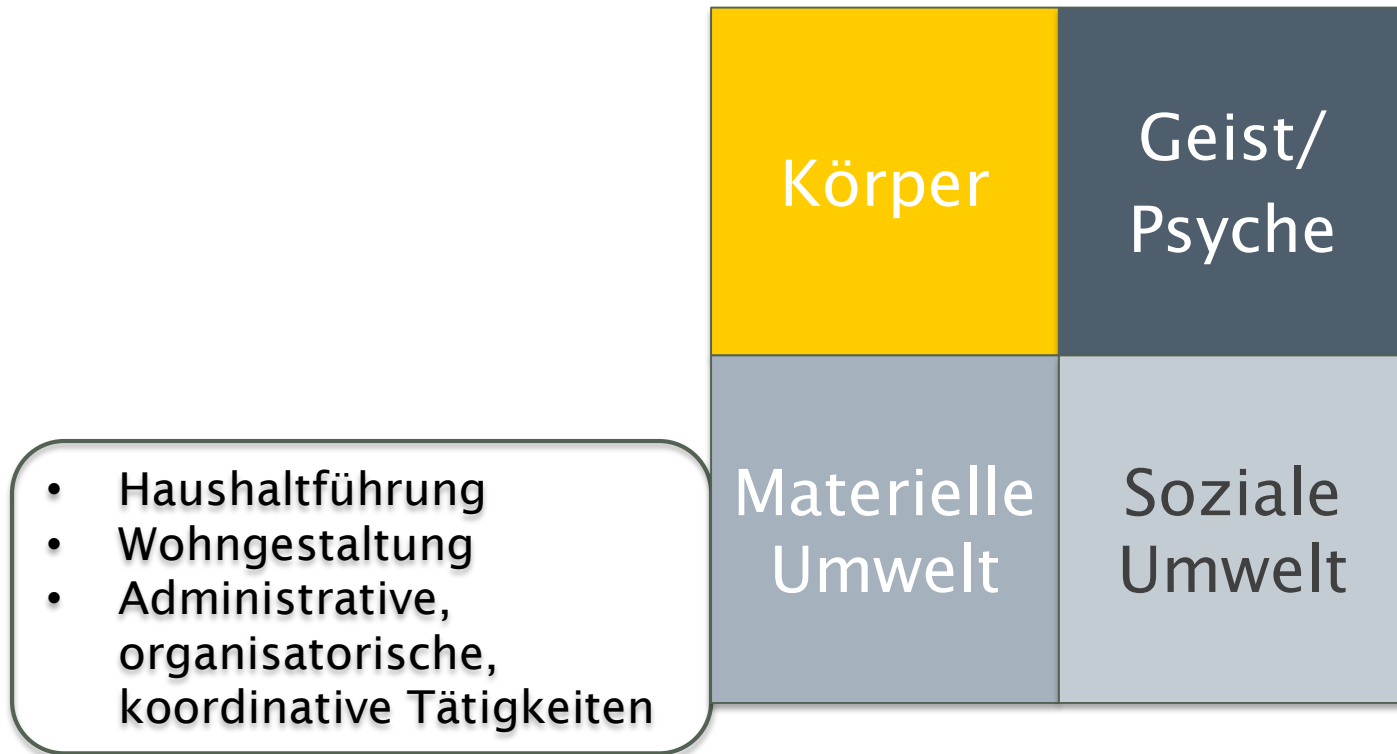 Körper
Geist/
Psyche
Materielle
Umwelt
Soziale
Umwelt
• Haushaltführung
• Wohngestaltung
• Administrative,
organisatorische,
koordinative Tätigkeiten